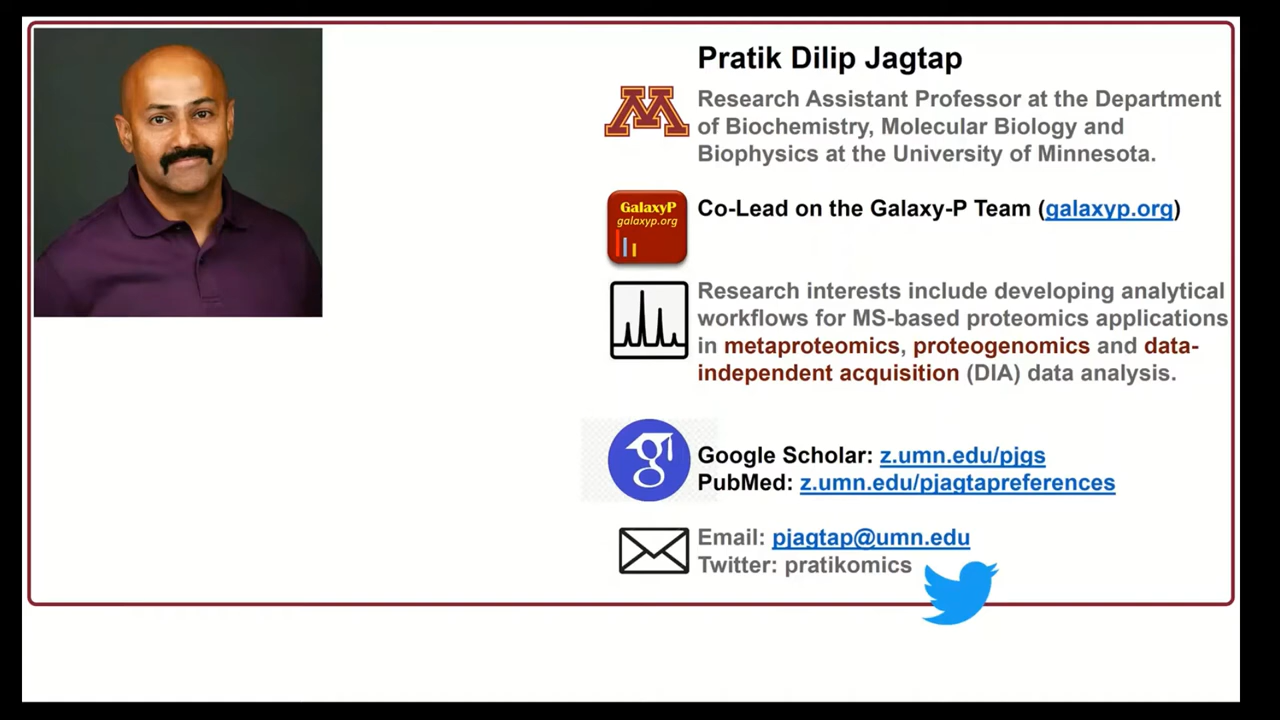 Pratik Dilip Jagtap
M
Research Assistant Professor at the Department
of Biochemistry, Molecular Biology and
Biophysics at the University of Minnesota.
GalaxyP
galaxyp.org
Co-Lead on the Galaxy-P Team (galaxyp.org)
Research interests include developing analytical
workflows for MS-based proteomics applications
in metaproteomics, proteogenomics and data-
independent acquisition (DIA) data analysis.
g
Google Scholar: z.umn.edu/pjgs
PubMed: z.umn.edu/pjagtapreferences
Email: pjagtap@umn.edu
Twitter: pratikomics